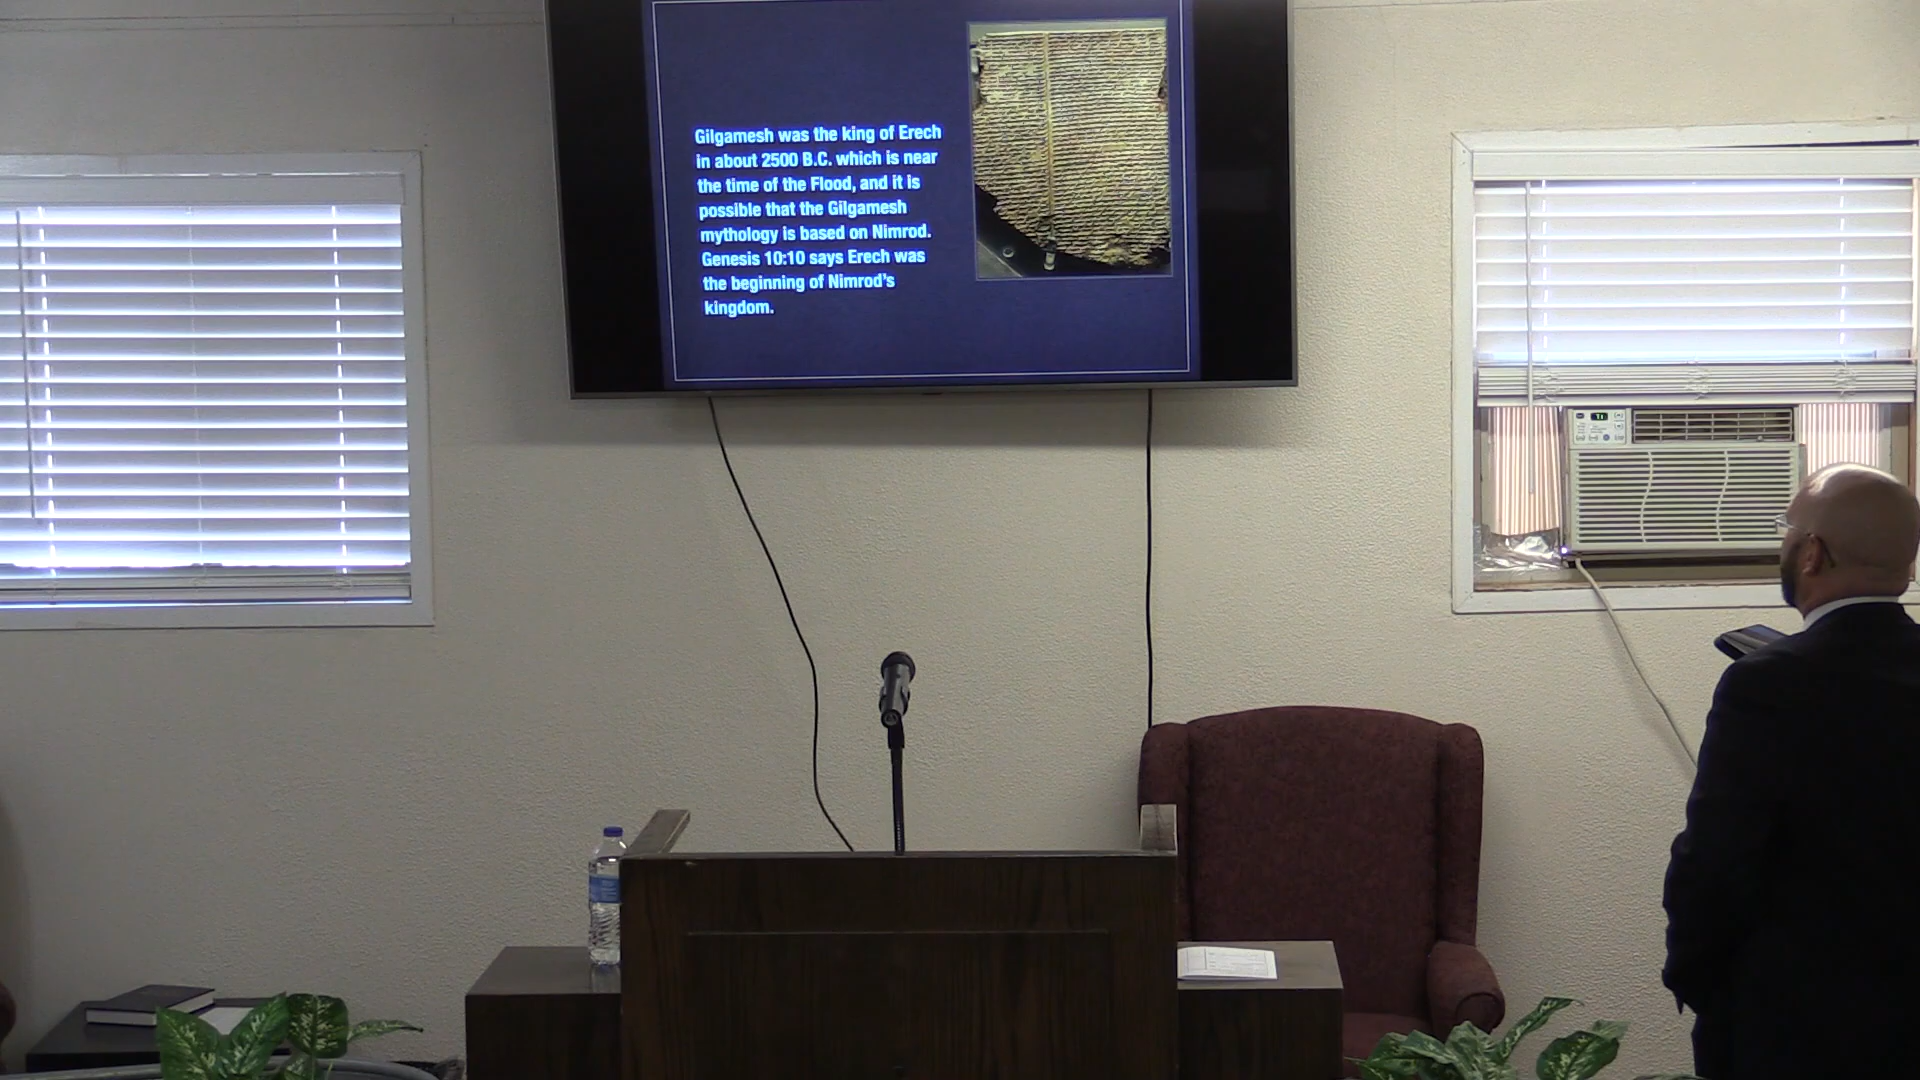 Gilgamesh was the king of Erech
in about 2500 B.C. which is near
the time of the Flood, and it is
possible that the Gilgamesh
mythology is based on Nimrod.
Genesis 10:10 says Erech was
the beginning of Nimrod's
kingdom.
71